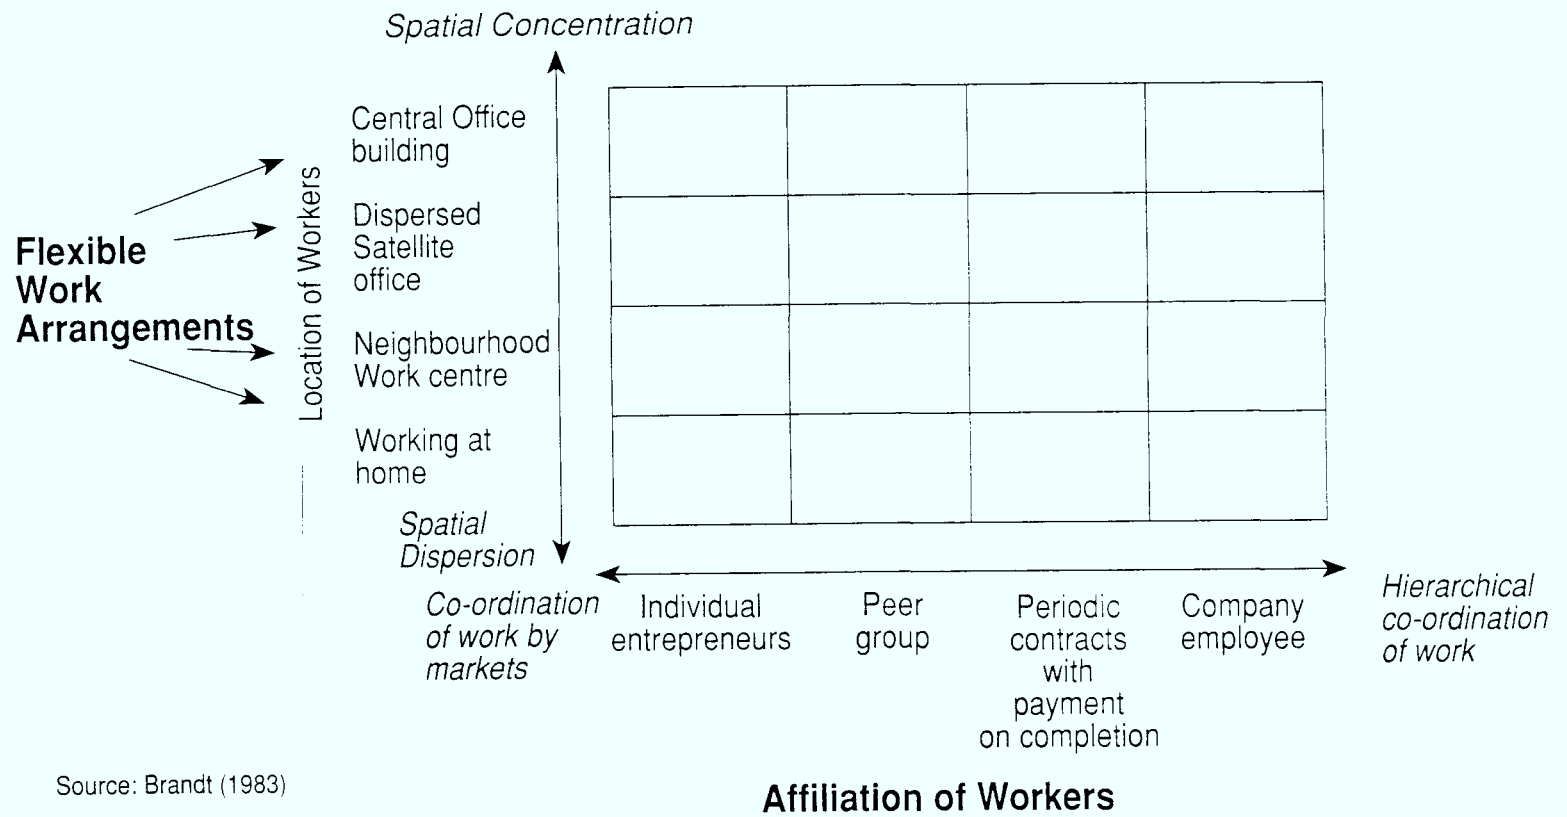 Spatial Concentration
Central Office
building
Dispersed
Satellite
office
Neighbourhood
Work centre
Working at
home
Spatial
Dispersion
Location of Workers
Flexible
Work
Arrangements
Co-ordination
of work by
markets
Individual
entrepreneurs
Peer
group
Periodic
contracts
with
payment
on completion
Company
employee
Hierarchical
co-ordination
of work
Affiliation of Workers
Source: Brandt (1983)